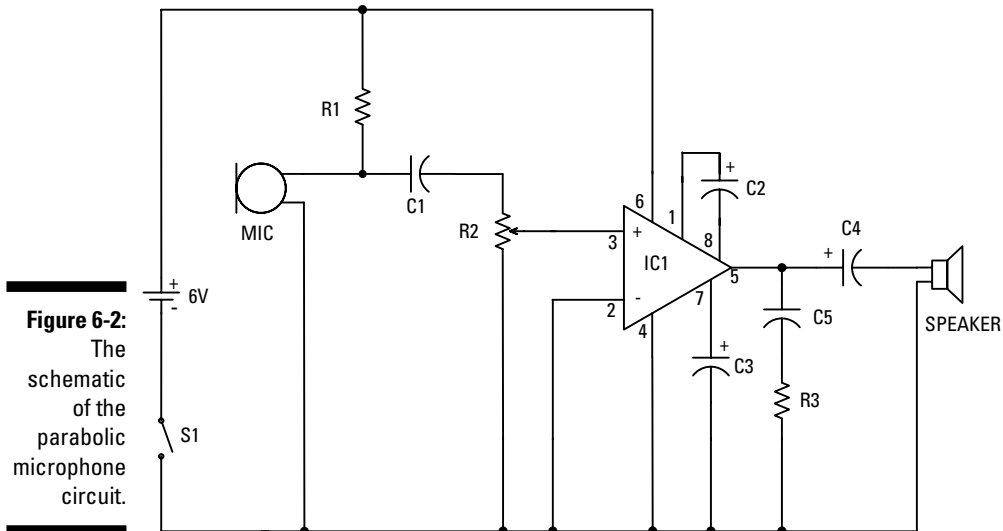 R1
MIC
C1
R2
6
1
+
C2
3
+
IC1
8
5
2
-
4
7
+
C3
C4
+
C5
SPEAKER
R3
+
6V
-
S1
Figure 6-2:
The
schematic
of the
parabolic
microphone
circuit.